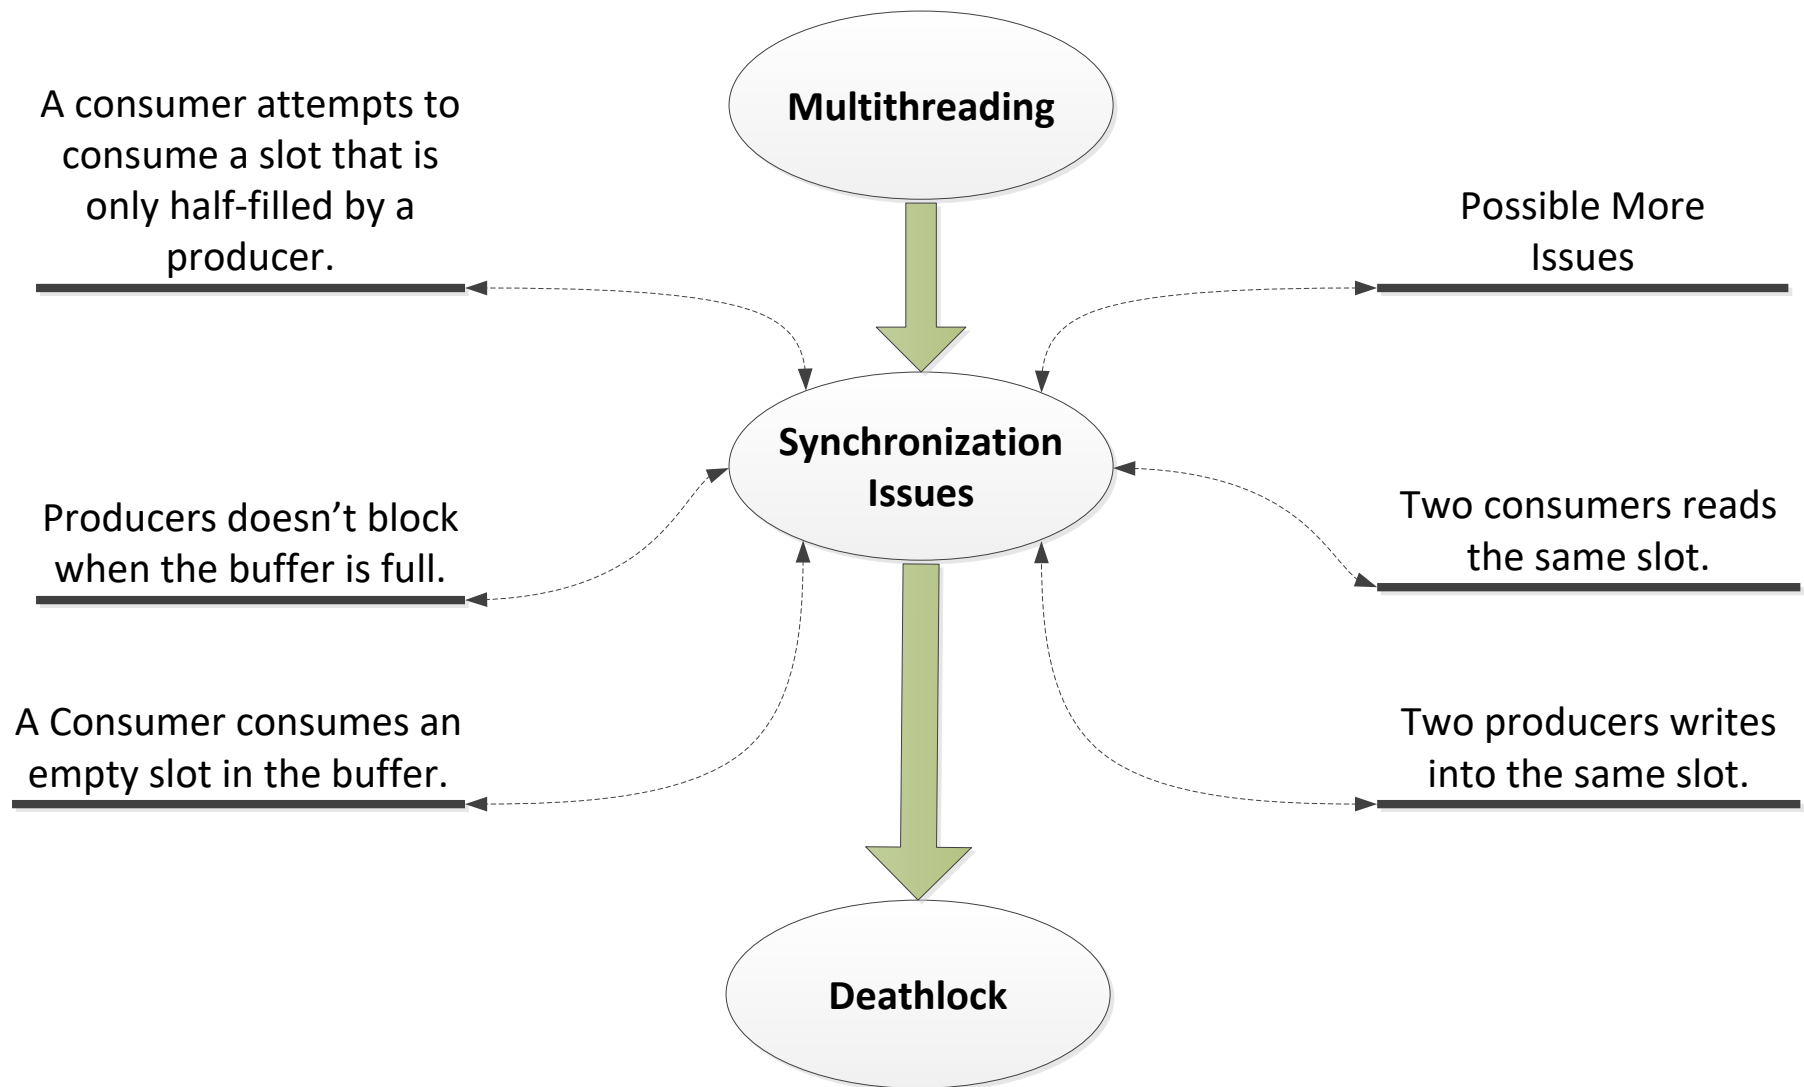 Multithreading
A consumer attempts to
consume a slot that is
only half-filled by a
producer.
Possible More
Issues
Synchronization
Issues
Producers doesn’t block
when the buffer is full.
Two consumers reads
the same slot.
A Consumer consumes an
empty slot in the buffer.
Two producers writes
into the same slot.
Deathlock